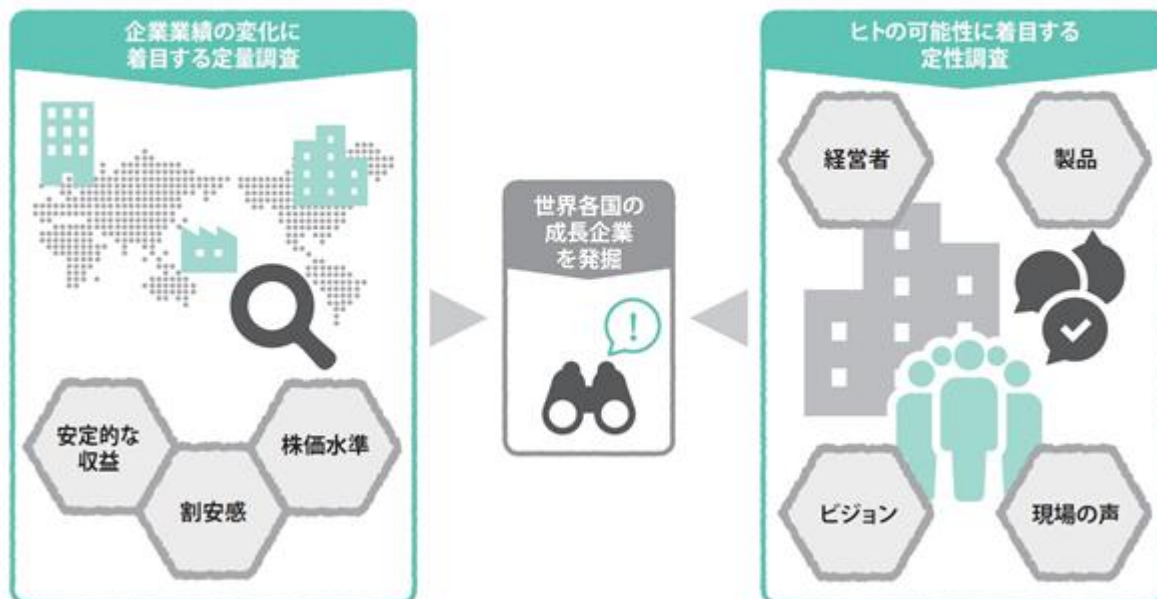 企業業績の変化に
着目する定量調査
安定的な
収益
割安感
株価水準
世界各国の
成長企業
を発掘
!
ヒトの可能性に着目する
定性調査
経営者
製品
ビジョン
現場の声